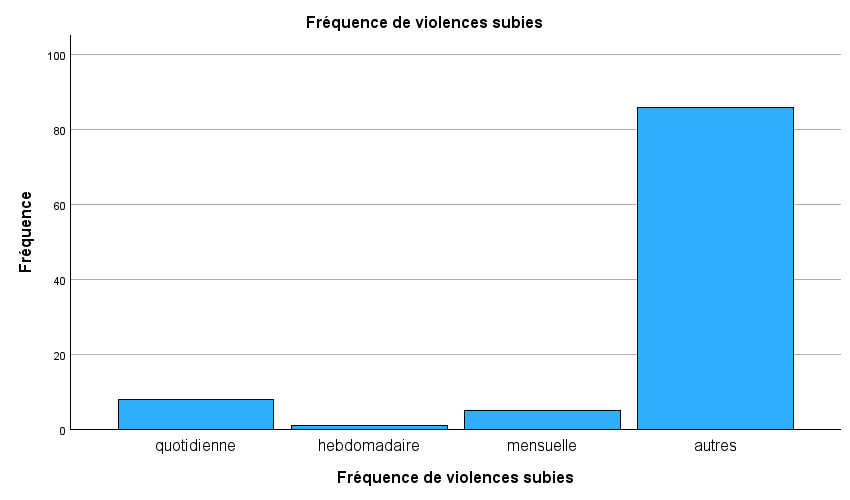 Fréquence de violences subies
Fréquence
100
80
60
40
20
0
quotidienne hebdomadaire mensuelle autres
Fréquence de violences subies